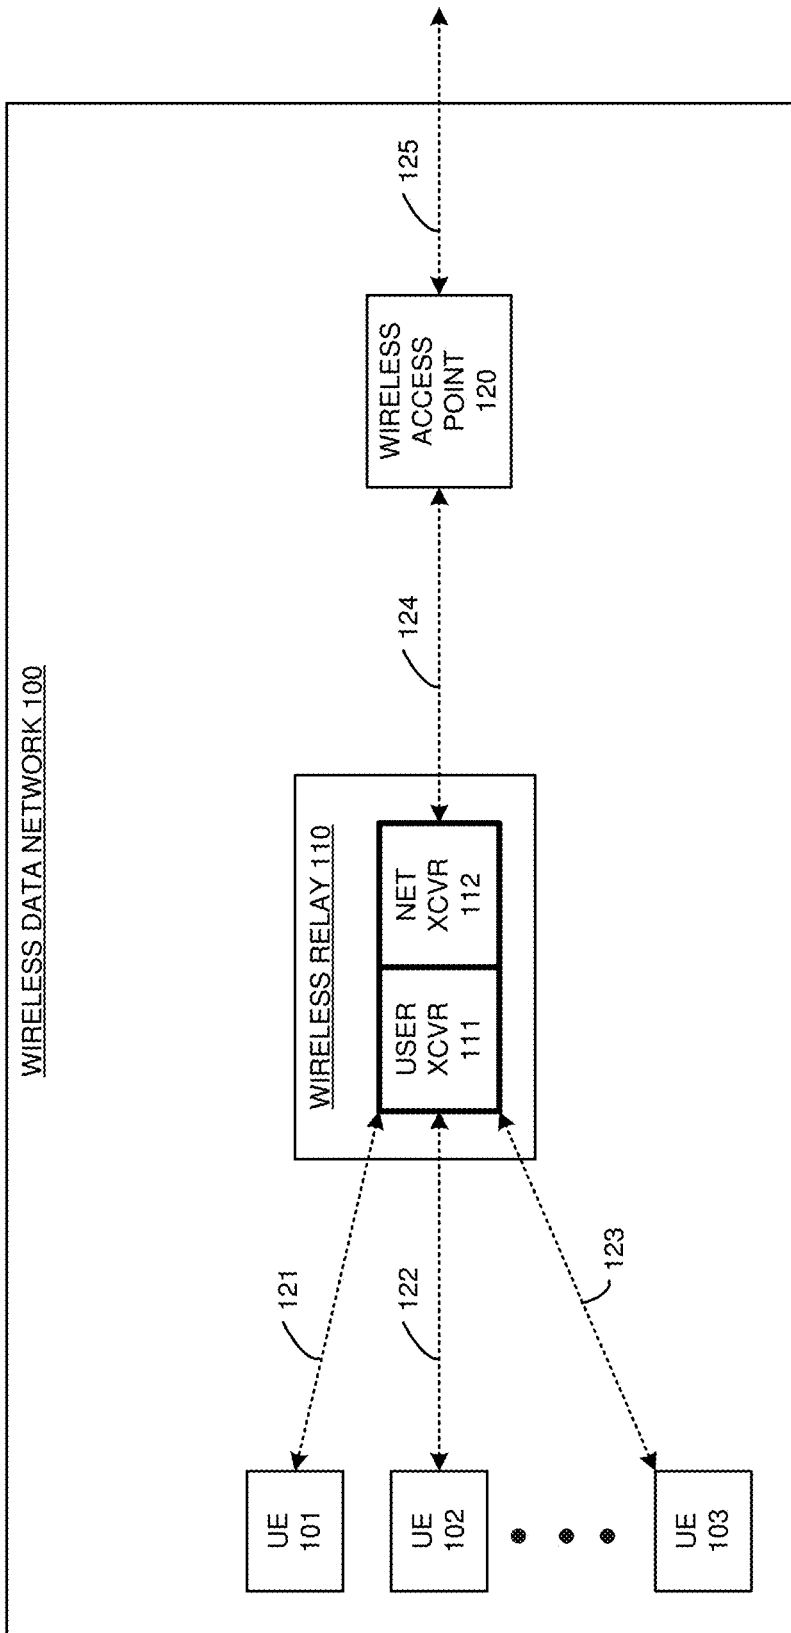 WIRELESS DATA NETWORK 100
UE
101
UE
102
UE
103
121
122
123
WIRELESS RELAY 110
USER
XCVR
111
NET
XCVR
112
124
WIRELESS
ACCESS
POINT
120
125